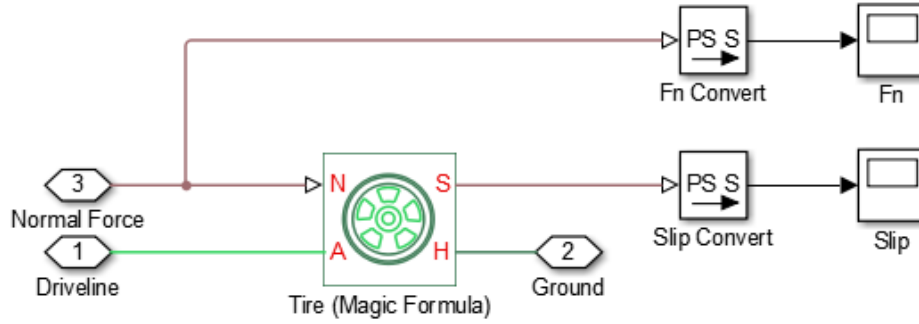 PS S
Fn Convert
Fn
3
Normal Force
N
S
PS S
Slip Convert
Slip
1
Driveline
A
H
2
Ground
Tire (Magic Formula)